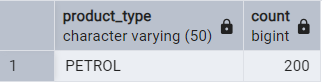 product_type count
character varying (50) bigint
1 PETROL 200